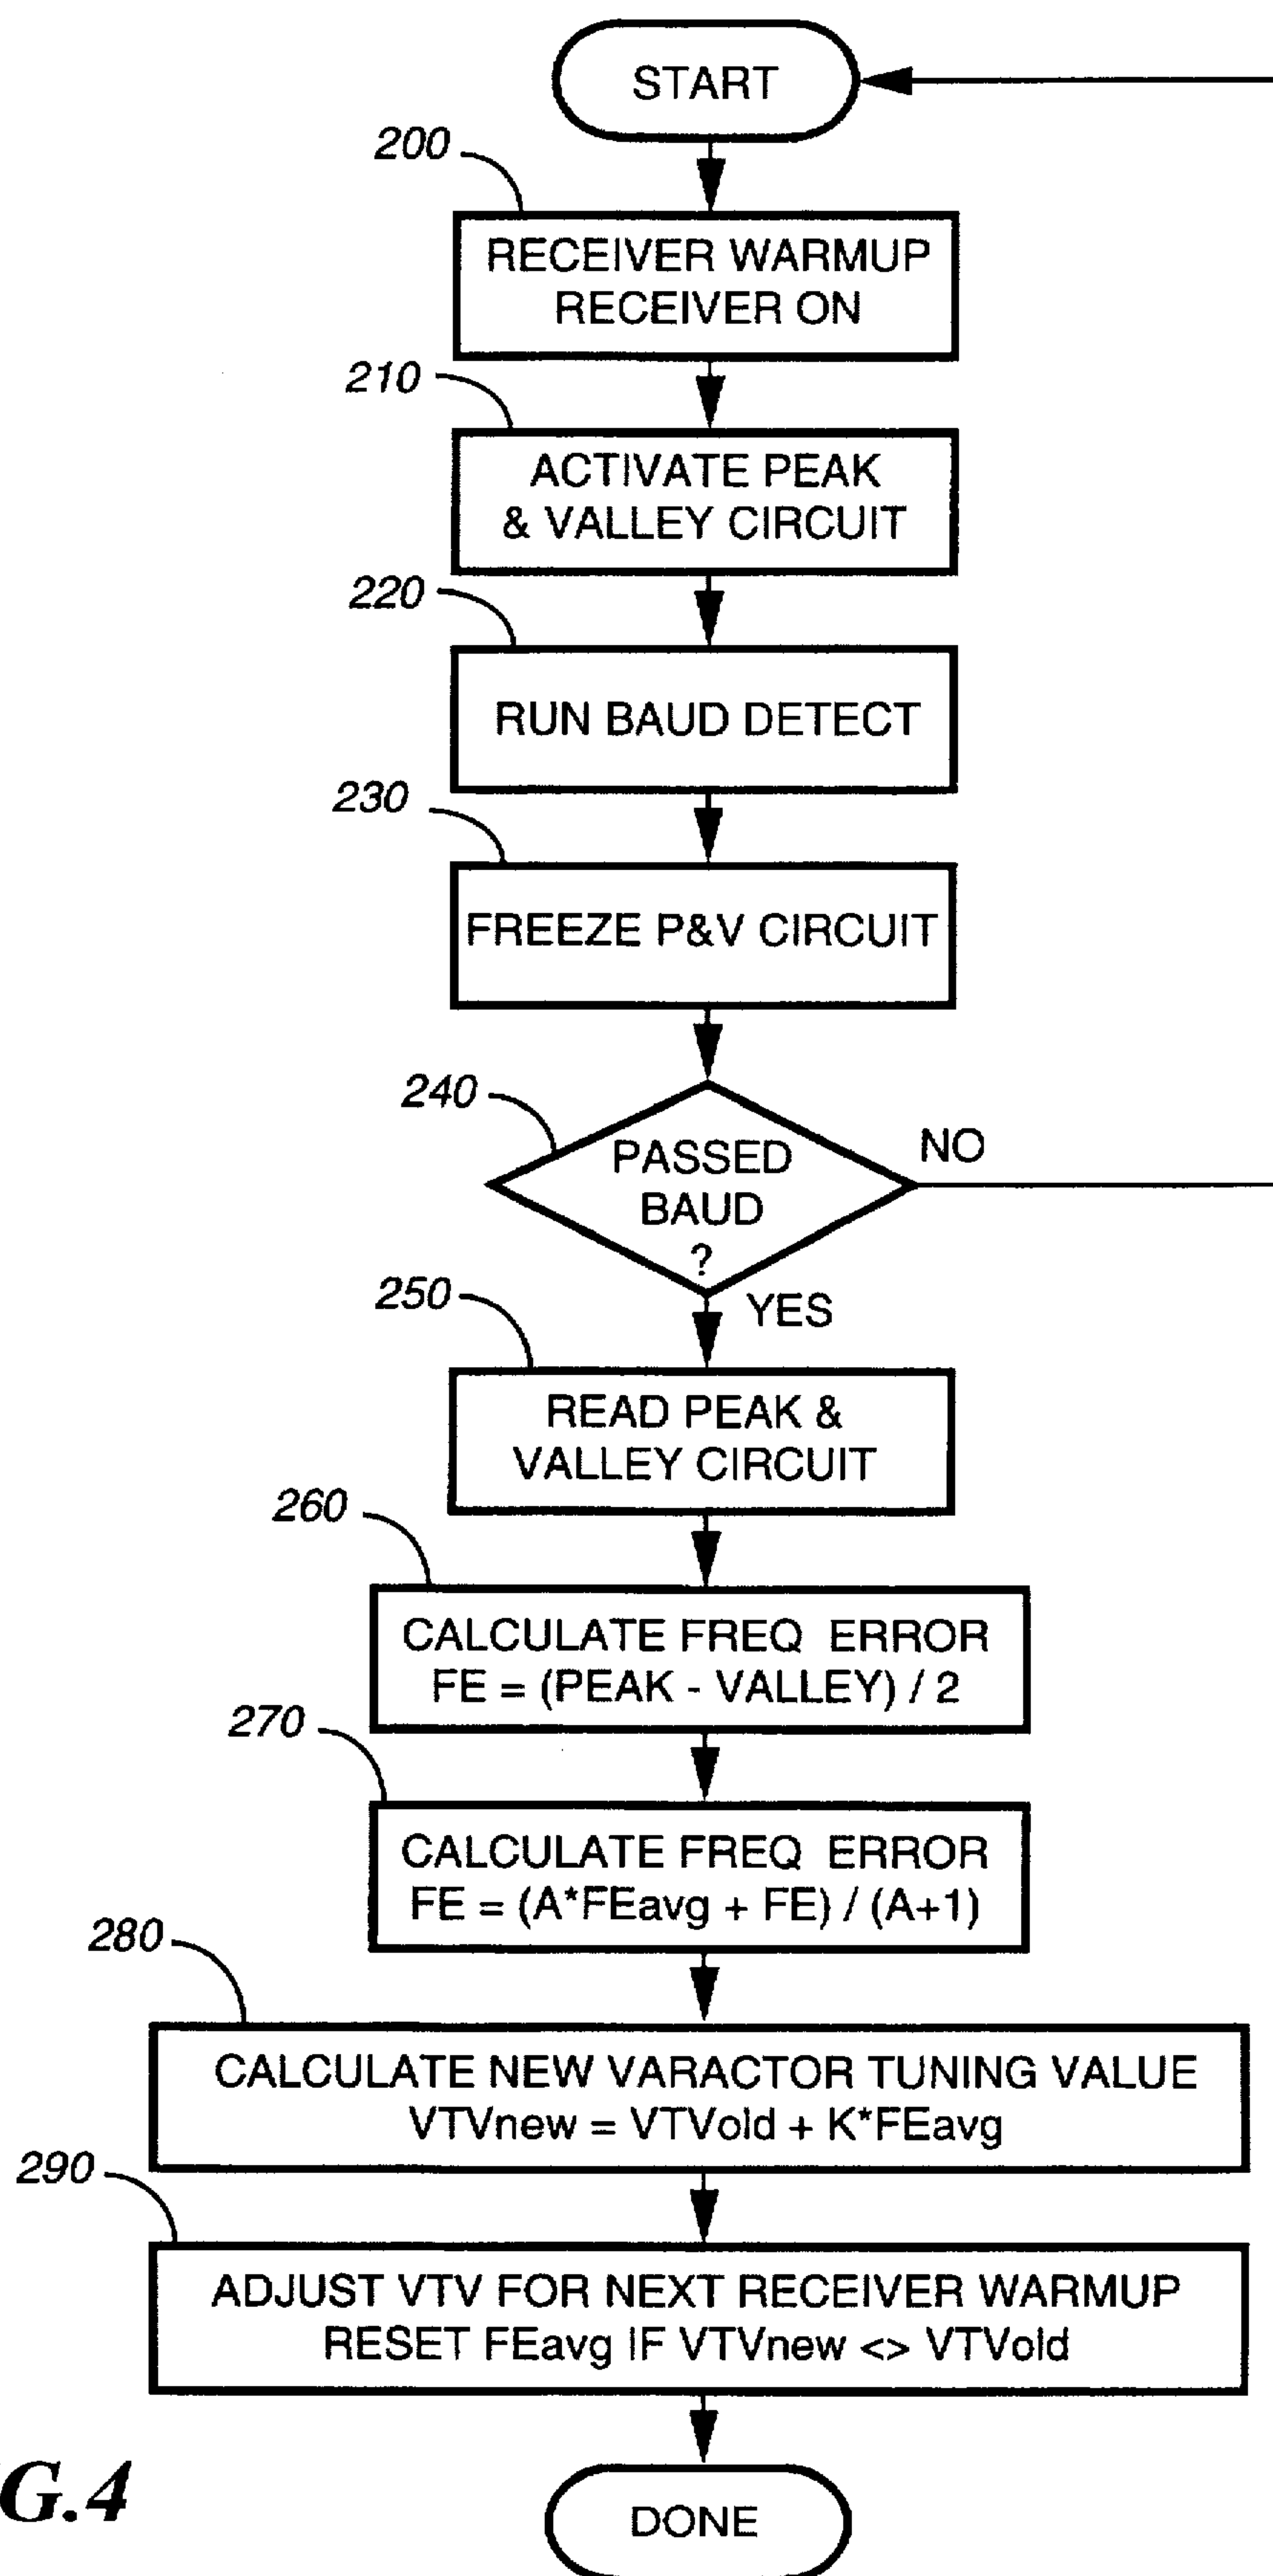 START
200
RECEIVER WARMUP
RECEIVER ON
210
ACTIVATE PEAK
& VALLEY CIRCUIT
220
RUN BAUD DETECT
230
FREEZE P&V CIRCUIT
240
PASSED
BAUD
?
NO
YES
250
READ PEAK &
VALLEY CIRCUIT
260
CALCULATE FREQ ERROR
FE = (PEAK - VALLEY) / 2
270
CALCULATE FREQ ERROR
FE = (A*FEavg + FE) / (A+1)
280
CALCULATE NEW VARACTOR TUNING VALUE
VTVnew = VTVold + K*FEavg
290
ADJUST VTV FOR NEXT RECEIVER WARMUP
RESET FEavg IF VTVnew <> VTVold
DONE
G.4